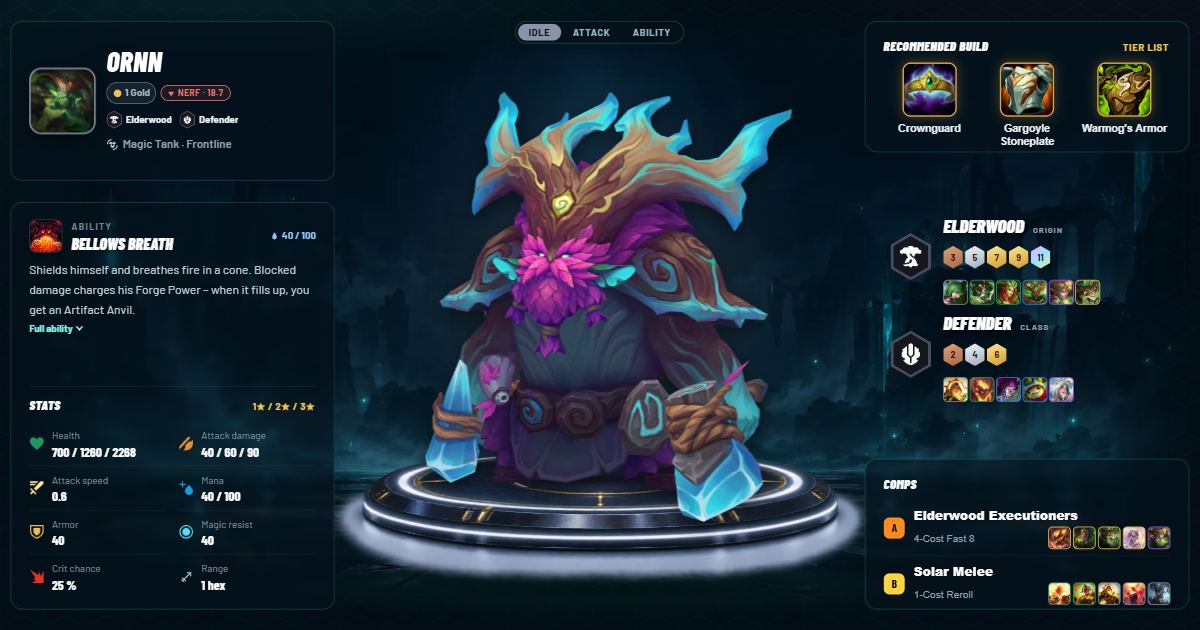 IDLE ATTACK ABILITY
ORNN
1 Gold NERF · 18-7
Elderwood Defender
Magic Tank · Frontline
ABILITY
BELLOWS BREATH
40 / 100
Shields himself and breathes fire in a cone. Blocked
damage charges his Forge Power – when it fills up, you
get an Artifact Anvil.
Full ability
STATS
1★ / 2★ / 3★
Health
700 / 1260 / 2268
Attack damage
40 / 60 / 90
Attack speed
0.6
Mana
40 / 100
Armor
40
Magic resist
40
Crit chance
25 %
Range
1 hex
RECOMMENDED BUILD
TIER LIST
Crownguard
Gargoyle
Stoneplate
Warmog's Armor
ELDERWOOD ORIGIN
3 5 7 9 11
DEFENDER CLASS
2 4 6
COMPS
A
Elderwood Executioners
4-Cost Fast 8
B
Solar Melee
1-Cost Reroll